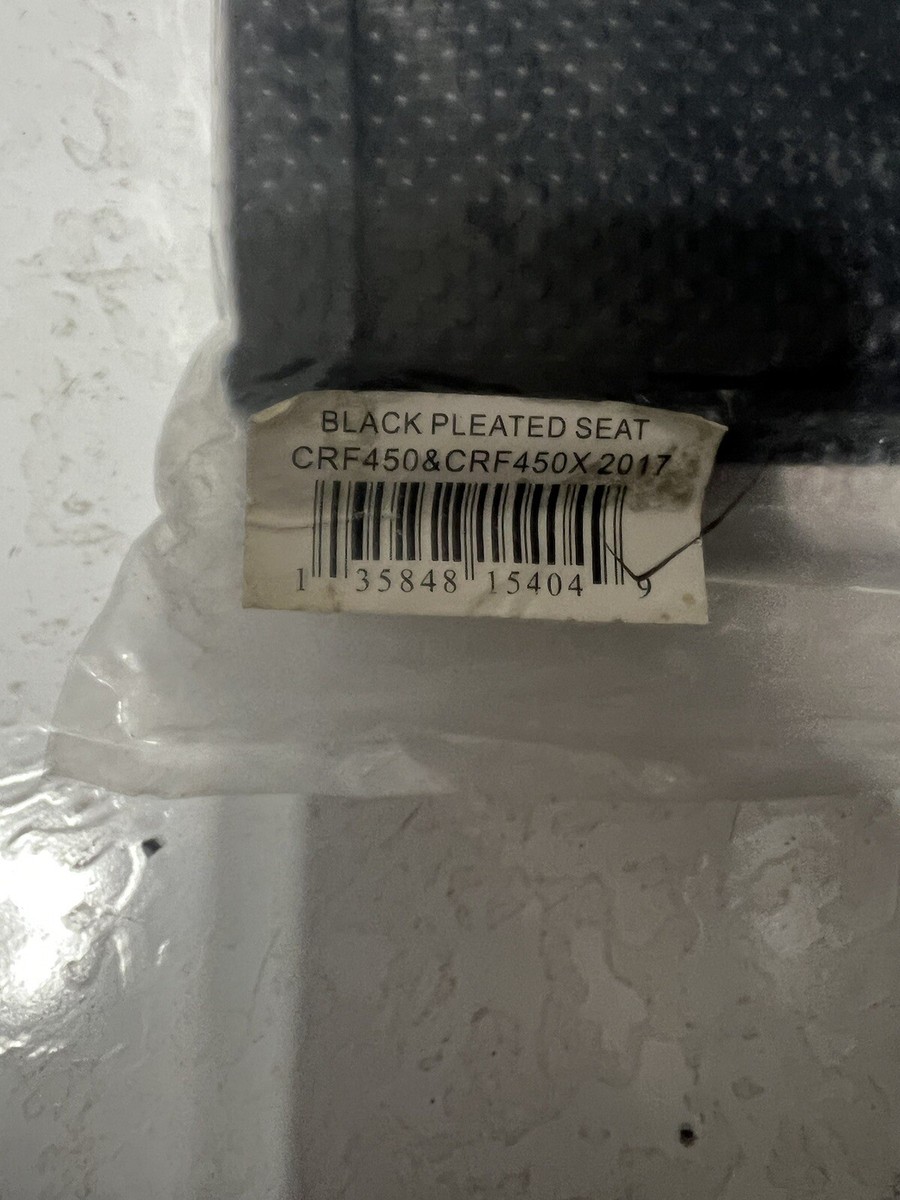 BLACK PLEATED SEAT
CRF450&CRF450X 2017
1 35848 15404 9